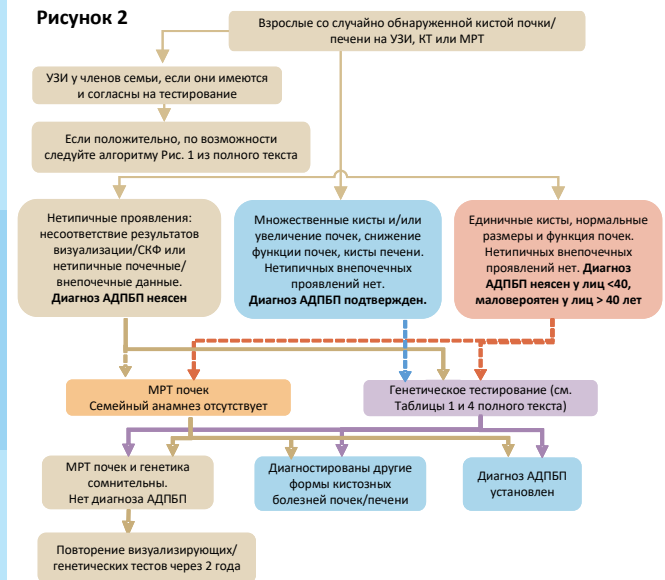 Рисунок 2
Взрослые со случайно обнаруженной кистой почки/
печени на УЗИ, КТ или МРТ
УЗИ у членов семьи, если они имеются
и согласны на тестирование
Если положительно, по возможности
следуйте алгоритму Рис. 1 из полного текста
Нетипичные проявления:
несоответствие результатов
визуализации/СКФ или
нетипичные почечные/
внепочечные данные.
Диагноз АДПБП неясен
Множественные кисты и/или
увеличение почек, снижение
функции почек, кисты печени.
Нетипичных внепочечных
проявлений нет.
Диагноз АДПБП подтвержден.
Единичные кисты, нормальные
размеры и функция почек.
Нетипичных внепочечных
проявлений нет. Диагноз
АДПБП неясен у лиц <40,
маловероятен у лиц > 40 лет
МРТ почек
Семейный анамнез отсутствует
Генетическое тестирование (см.
Таблицы 1 и 4 полного текста)
МРТ почек и генетика
сомнительны.
Нет диагноза АДПБП
Диагностированы другие
формы кистозных
болезней почек/печени
Диагноз АДПБП
установлен
Повторение визуализирующих/
генетических тестов через 2 года